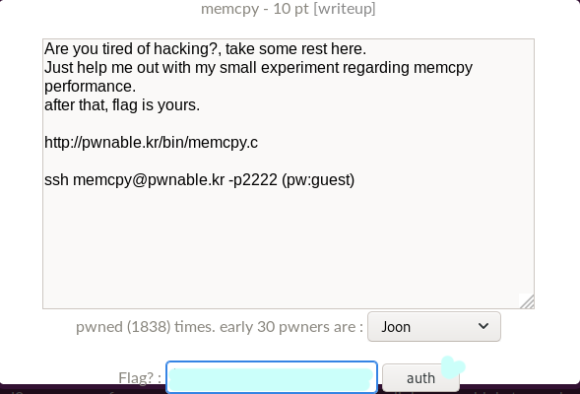 memcpy - 10 pt [writeup]
Are you tired of hacking?, take some rest here.
Just help me out with my small experiment regarding memcpy
performance.
after that, flag is yours.
http://pwnable.kr/bin/memcpy.c
ssh memcpy@pwnable.kr -p2222 (pw:guest)
pwned (1838) times. early 30 pwners are : Joon
Flag? : auth